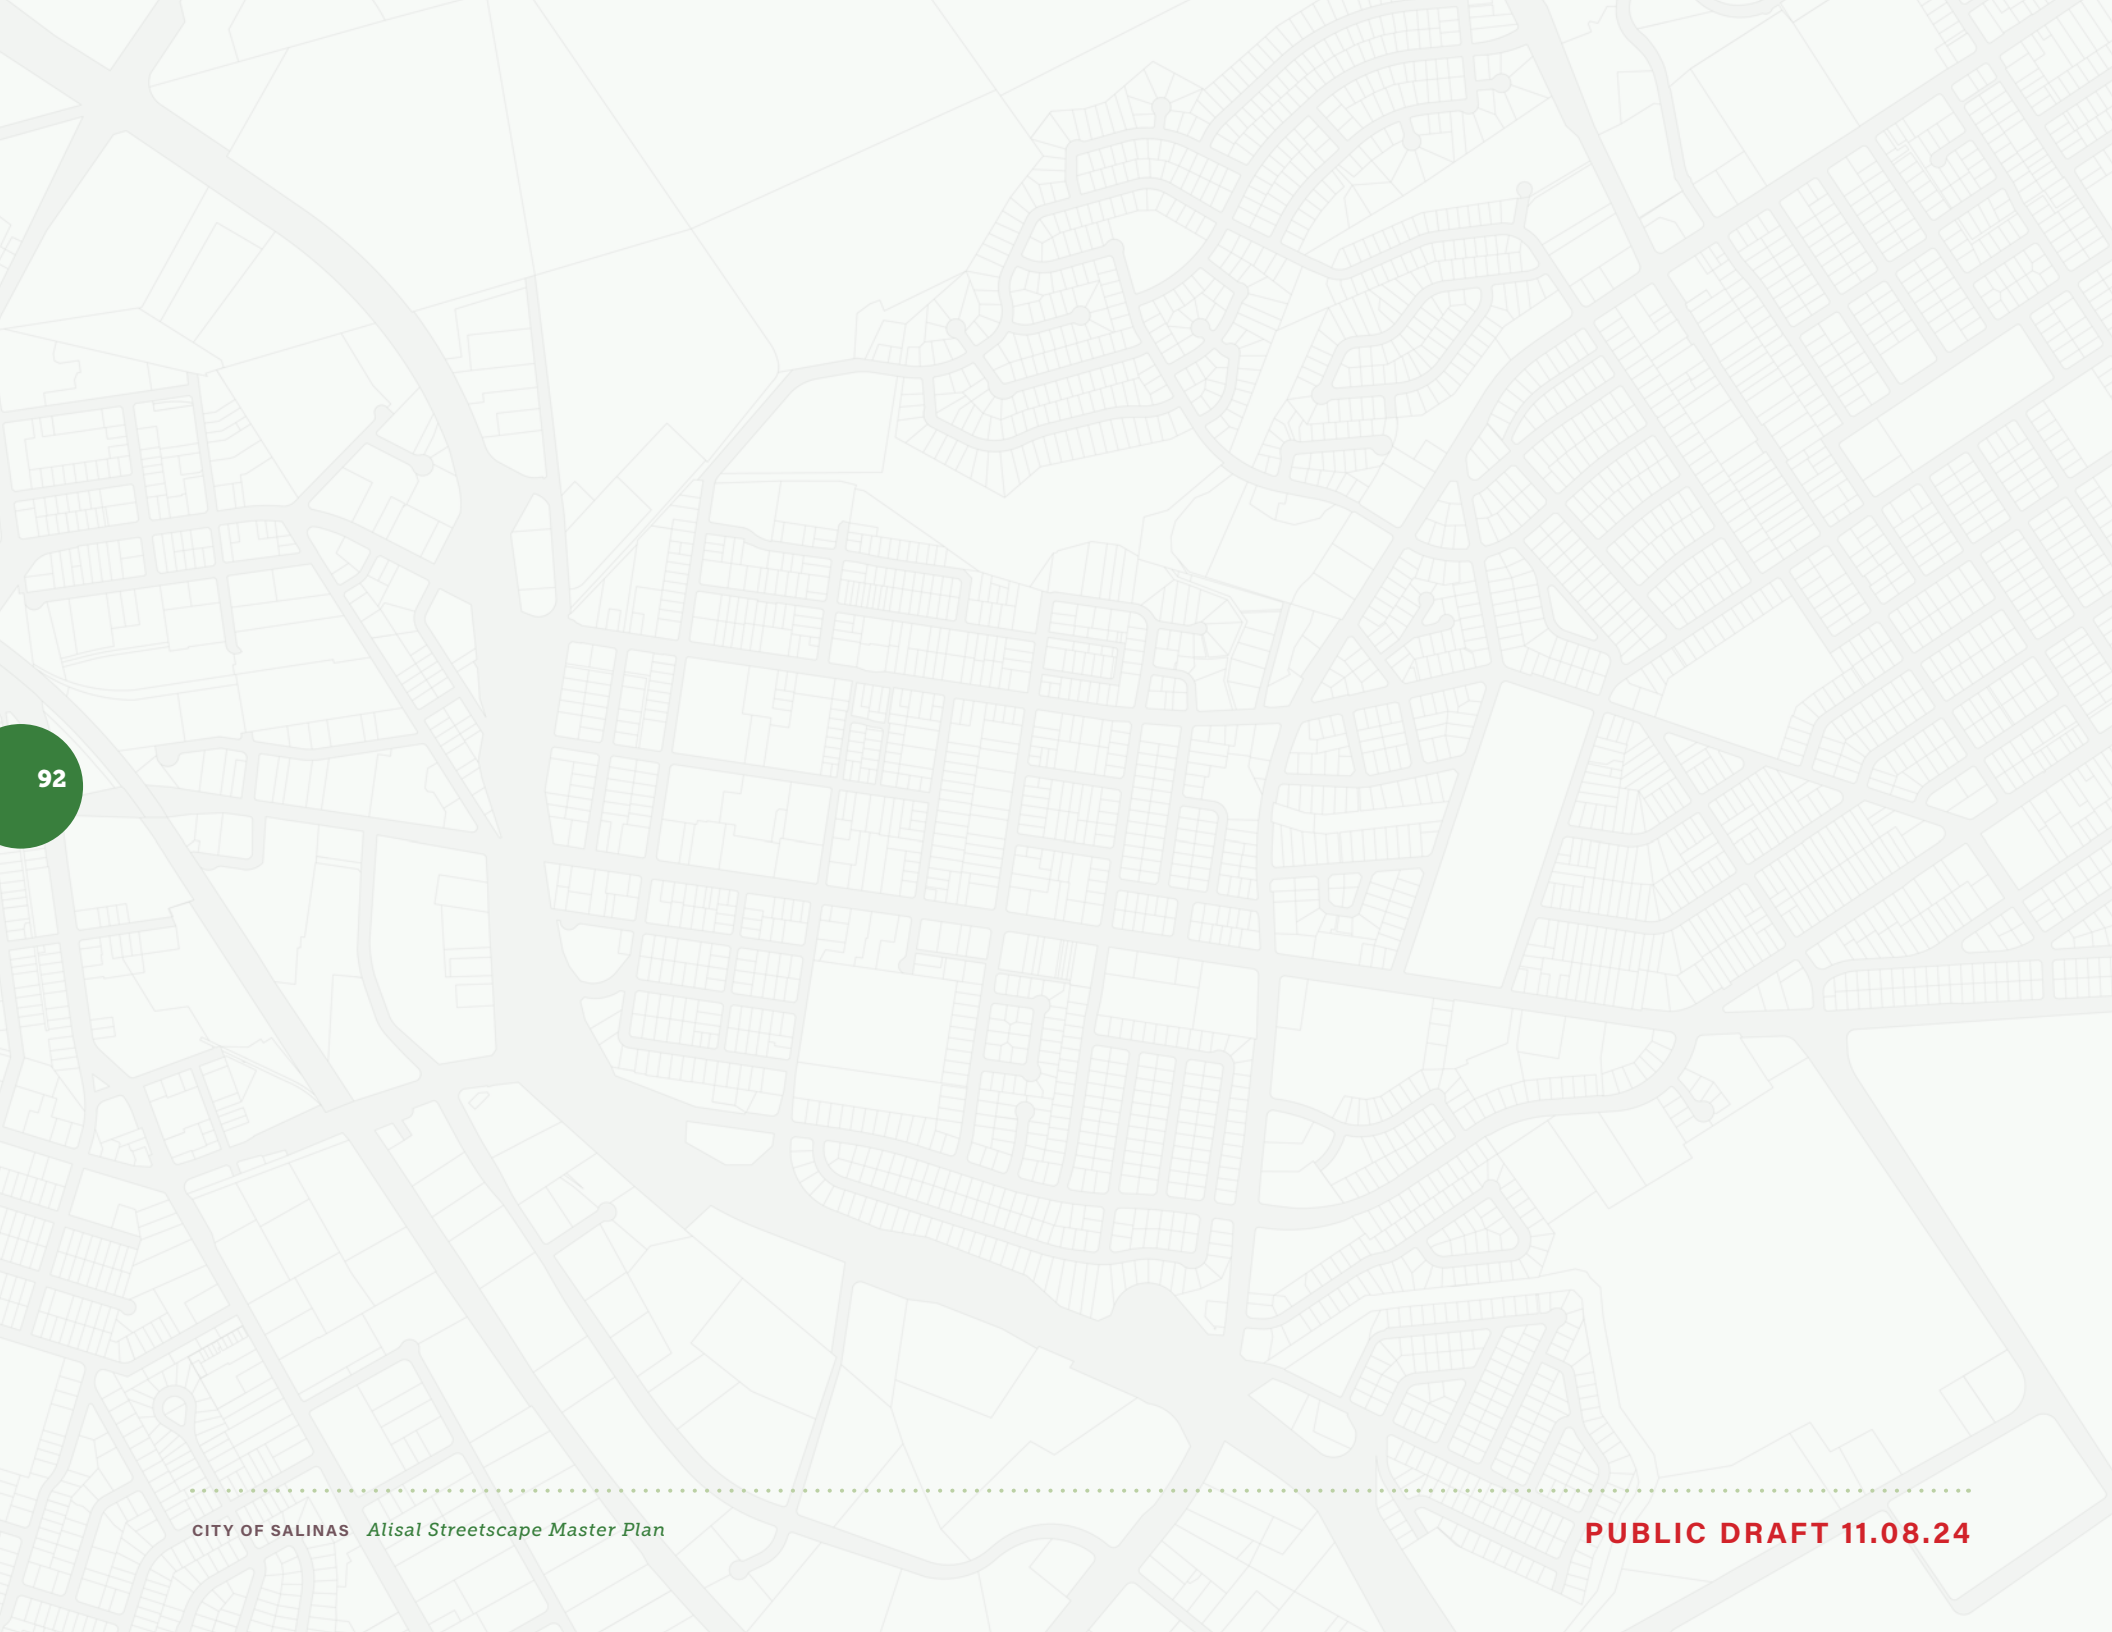 92
CITY OF SALINAS Alisal Streetscape Master Plan
PUBLIC DRAFT 11.08.24